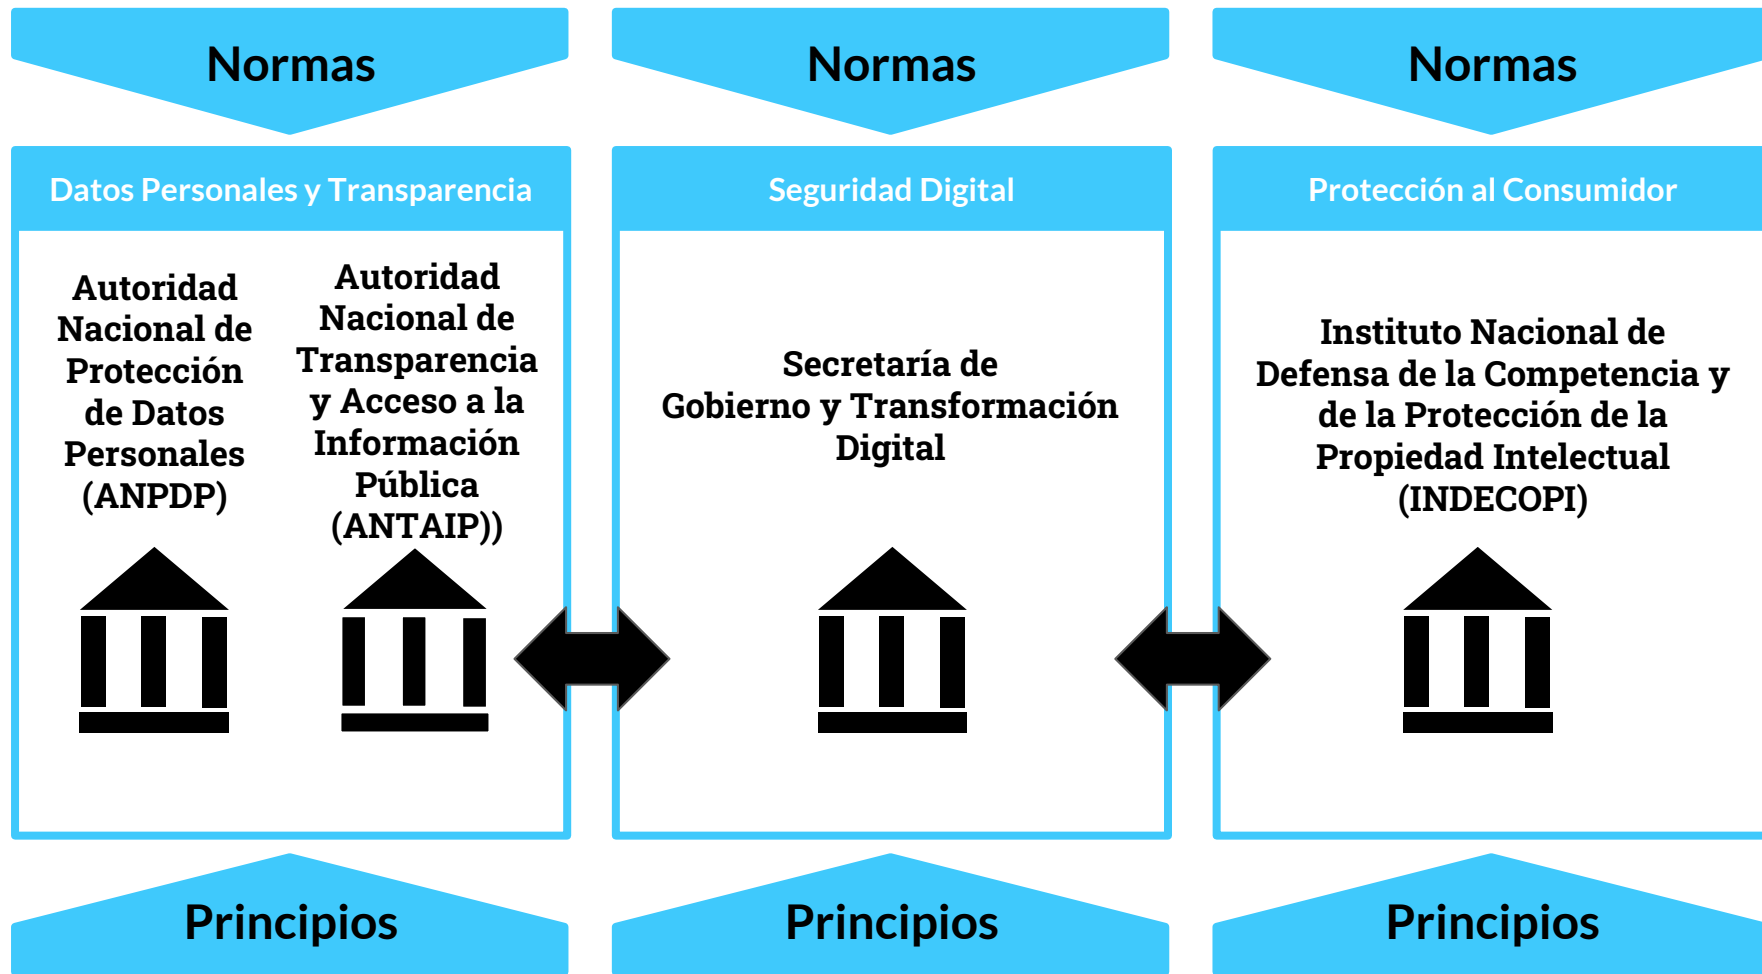 Normas
Normas
Normas
Datos Personales y Transparencia
Autoridad
Nacional de
Protección
de Datos
Personales
(ANPDP)
Autoridad
Nacional de
Transparencia
y Acceso a la
Información
Pública
(ANTAIP))
Seguridad Digital
Secretaría de
Gobierno y Transformación
Digital
Protección al Consumidor
Instituto Nacional de
Defensa de la Competencia y
de la Protección de la
Propiedad Intelectual
(INDECOPI)
Principios
Principios
Principios